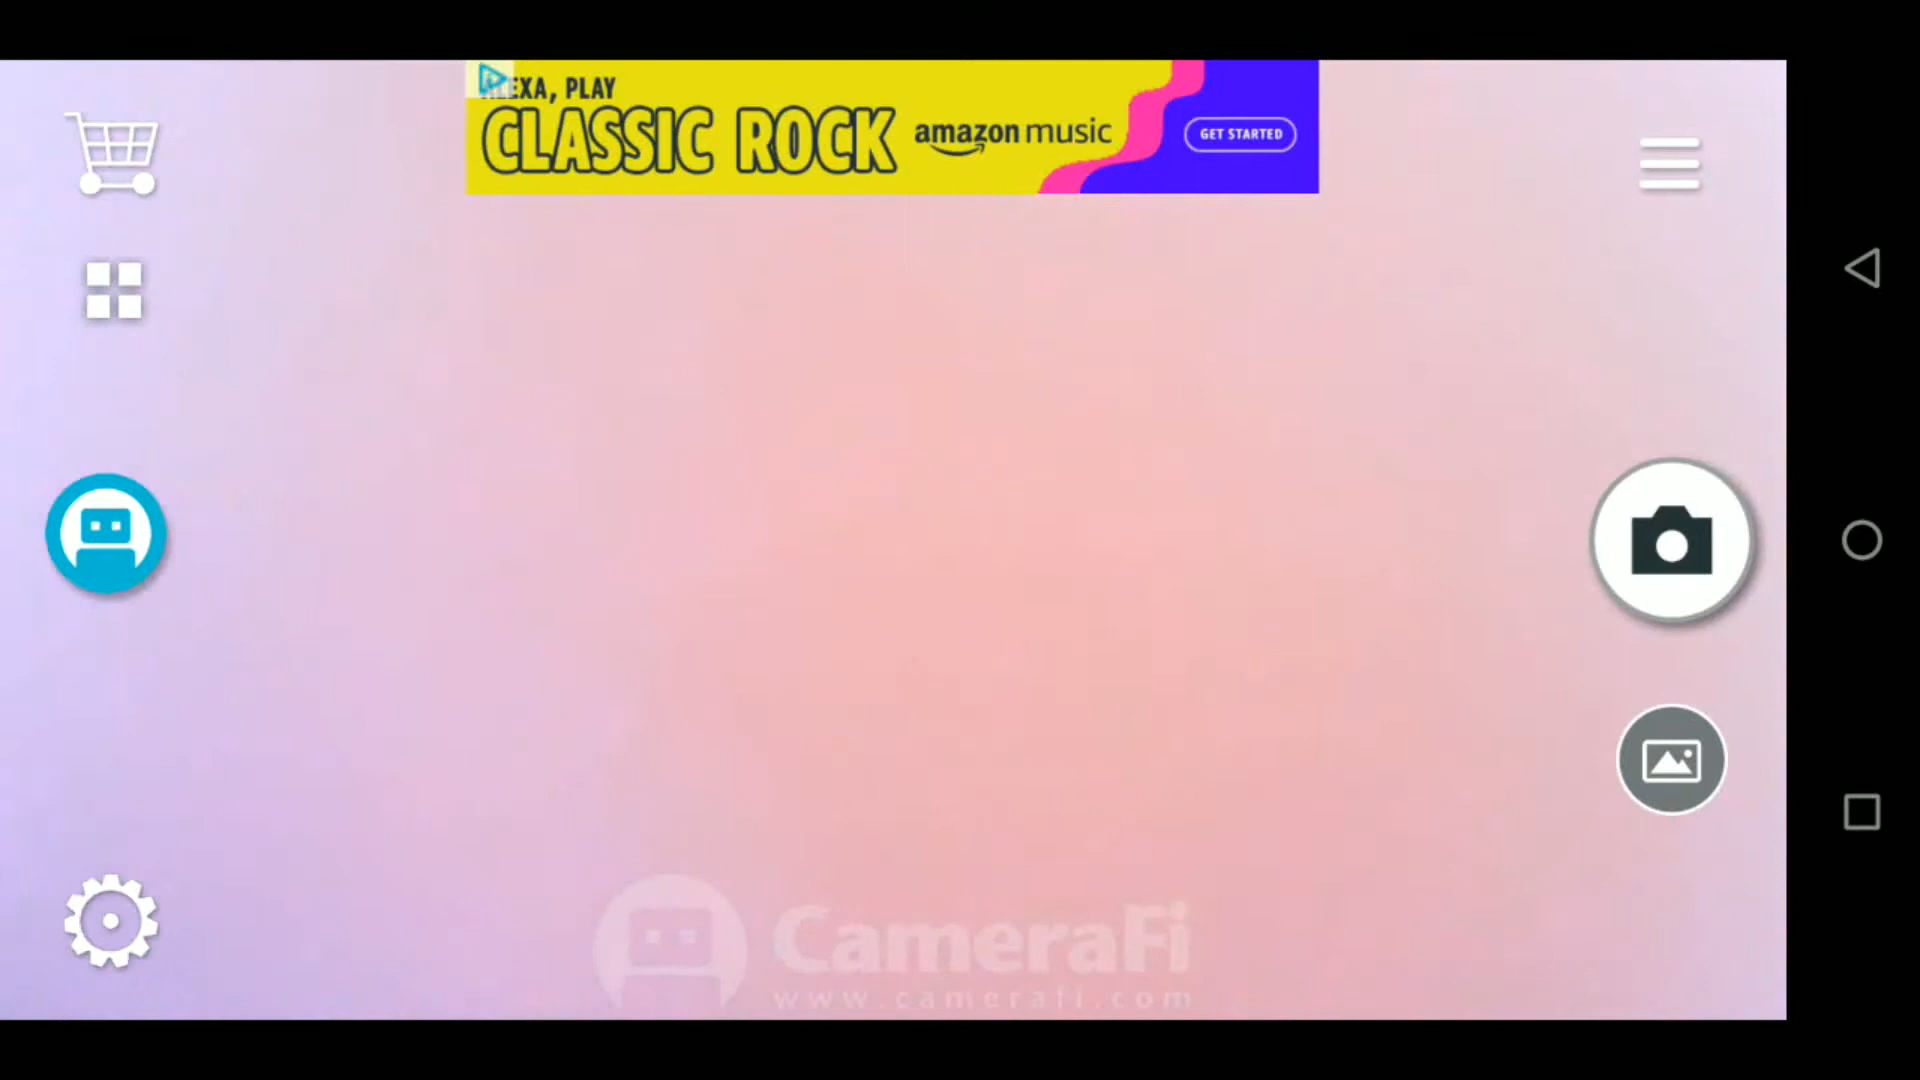 EXA, PLAY
CLASSIC ROCK
amazon music
GET STARTED
CameraFi
www.camerafi.com